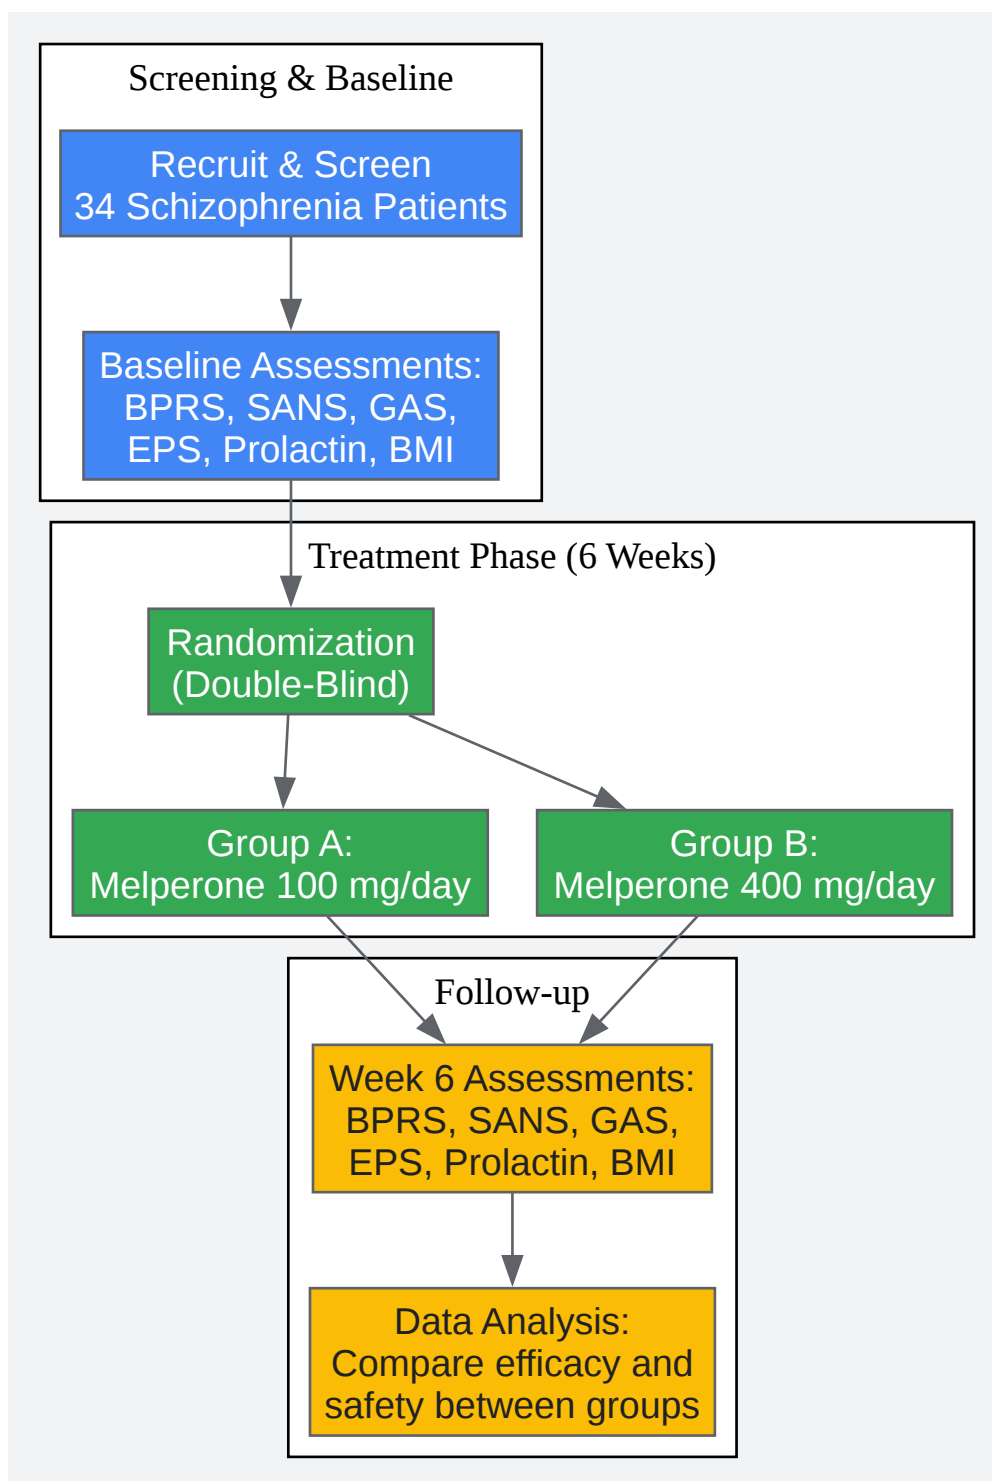 Screening & Baseline
Recruit & Screen
34 Schizophrenia Patients
Baseline Assessments:
BPRS, SANS, GAS,
EPS, Prolactin, BMI
Treatment Phase (6 Weeks)
Randomization
(Double-Blind)
Group A:
Melperone 100 mg/day
Group B:
Melperone 400 mg/day
Follow-up
Week 6 Assessments:
BPRS, SANS, GAS,
EPS, Prolactin, BMI
Data Analysis:
Compare efficacy and
safety between groups